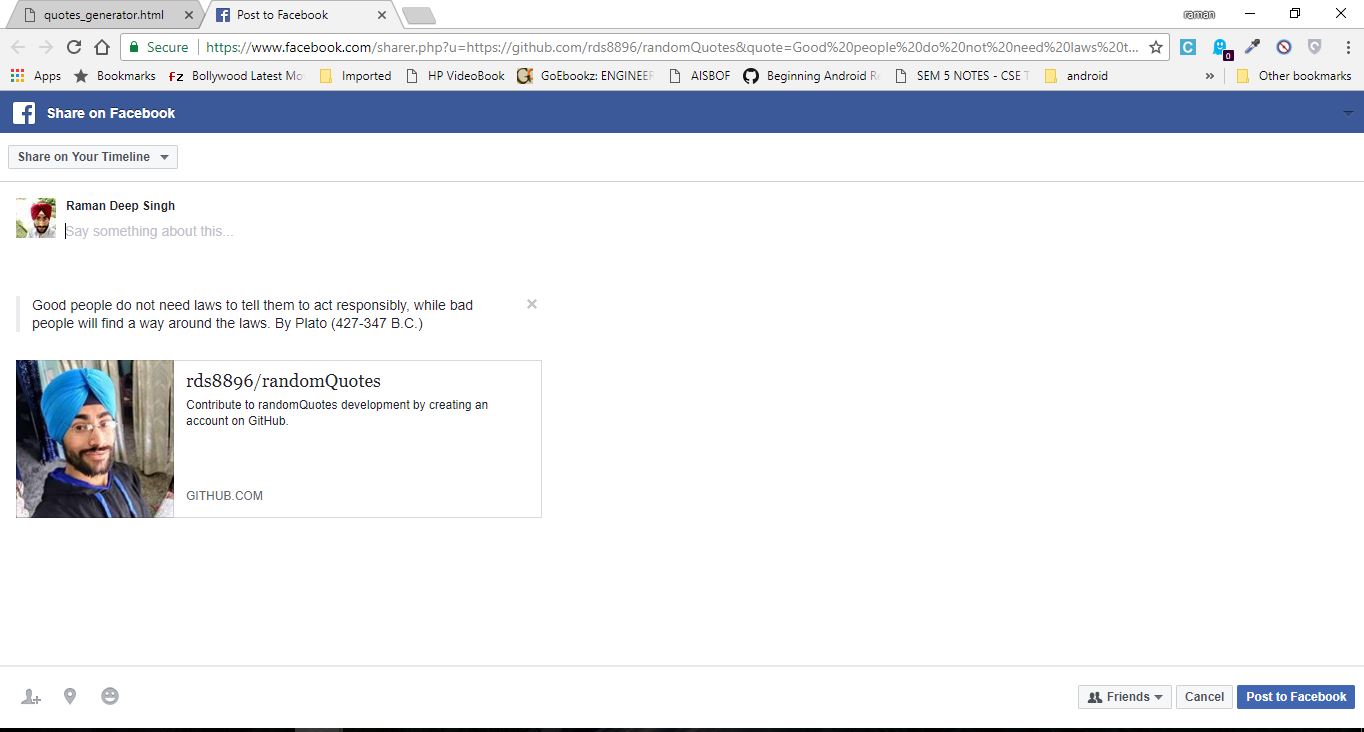 quotes_generator.html
Post to Facebook
raman
Secure
https://www.facebook.com/sharer.php?u=https://github.com/rds8896/randomQuotes&quote=Good%20people%20do%20not%20need%20laws%20t...
0
Apps
Bookmarks
fz Bollywood Latest Mo
Imported
HP VideoBook
GoEbookz: ENGINEER
AISBOF
Beginning Android R
SEM 5 NOTES - CSE T
android
»
Other bookmarks
Share on Facebook
Share on Your Timeline
Raman Deep Singh
Say something about this...
Good people do not need laws to tell them to act responsibly, while bad
people will find a way around the laws. By Plato (427-347 B.C.)
rds8896/randomQuotes
Contribute to randomQuotes development by creating an
account on GitHub.
GITHUB.COM
Friends
Cancel
Post to Facebook